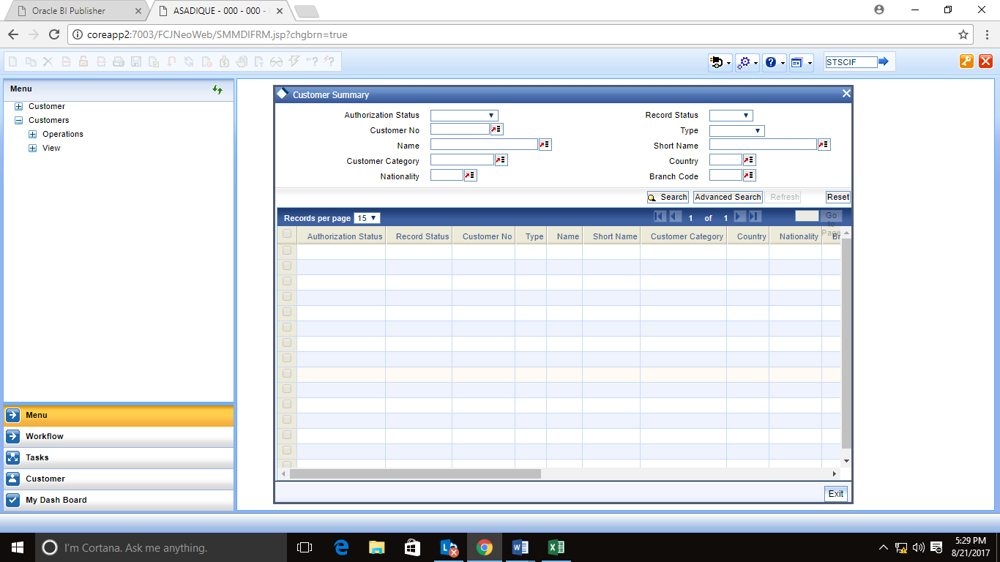 Oracle BI Publisher
ASADIQUE - 000 - 000 -
coreapp2:7003/FCJNeoWeb/SMMDIFRM.jsp?chgbrn=true
STSCIF
Menu
Customer
Customers
Operations
View
Customer Summary
Authorization Status
Record Status
Customer No
Type
Name
Short Name
Customer Category
Country
Nationality
Branch Code
Search Advanced Search Refresh Reset
Records per page 15 1 of 1 Go to Page
Authorization Status Record Status Customer No Type Name Short Name Customer Category Country Nationality Br
Exit
Menu
Workflow
Tasks
Customer
My Dash Board
I'm Cortana. Ask me anything.
5:29 PM
8/21/2017